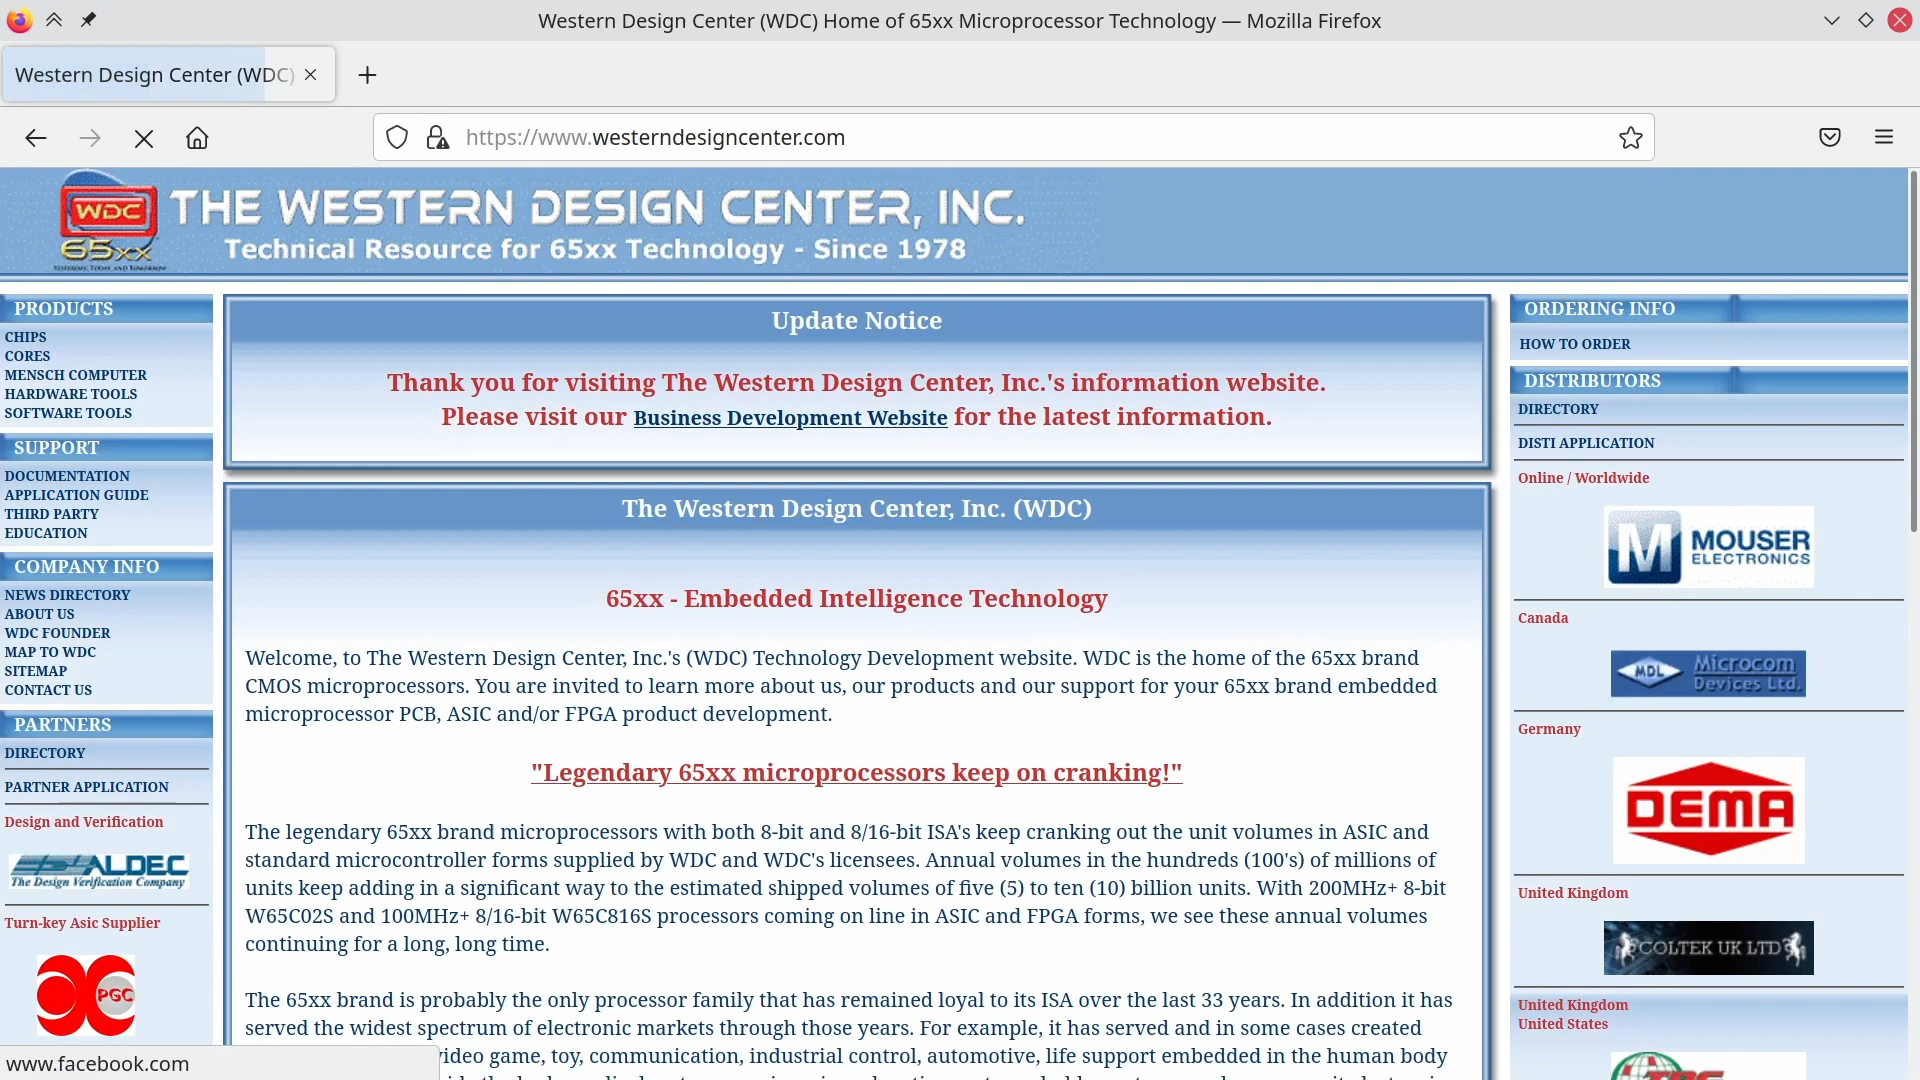 Western Design Center (WDC) Home of 65xx Microprocessor Technology — Mozilla Firefox
Western Design Center (WDC)
https://www.westerndesigncenter.com
WDC
65xx
THE WESTERN DESIGN CENTER, INC.
Technical Resource for 65xx Technology - Since 1978
PRODUCTS
CHIPS
CORES
MENSCH COMPUTER
HARDWARE TOOLS
SOFTWARE TOOLS
SUPPORT
DOCUMENTATION
APPLICATION GUIDE
THIRD PARTY
EDUCATION
COMPANY INFO
NEWS DIRECTORY
ABOUT US
WDC FOUNDER
MAP TO WDC
SITEMAP
CONTACT US
PARTNERS
DIRECTORY
PARTNER APPLICATION
Design and Verification
ALDEC
The Design Verification Company
Turn-key Asic Supplier
PGC
www.facebook.com
Update Notice
Thank you for visiting The Western Design Center, Inc.'s information website.
Please visit our Business Development Website for the latest information.
The Western Design Center, Inc. (WDC)
65xx - Embedded Intelligence Technology
Welcome, to The Western Design Center, Inc.'s (WDC) Technology Development website. WDC is the home of the 65xx brand
CMOS microprocessors. You are invited to learn more about us, our products and our support for your 65xx brand embedded
microprocessor PCB, ASIC and/or FPGA product development.
"Legendary 65xx microprocessors keep on cranking!"
The legendary 65xx brand microprocessors with both 8-bit and 8/16-bit ISA's keep cranking out the unit volumes in ASIC and
standard microcontroller forms supplied by WDC and WDC's licensees. Annual volumes in the hundreds (100's) of millions of
units keep adding in a significant way to the estimated shipped volumes of five (5) to ten (10) billion units. With 200MHz+ 8-bit
W65C02S and 100MHz+ 8/16-bit W65C816S processors coming on line in ASIC and FPGA forms, we see these annual volumes
continuing for a long, long time.
The 65xx brand is probably the only processor family that has remained loyal to its ISA over the last 33 years. In addition it has
served the widest spectrum of electronic markets through those years. For example, it has served and in some cases created
video game, toy, communication, industrial control, automotive, life support embedded in the human body
ORDERING INFO
HOW TO ORDER
DISTRIBUTORS
DIRECTORY
DISTI APPLICATION
Online / Worldwide
M MOUSER
ELECTRONICS
Canada
MDL Microcom
Devices Ltd.
Germany
DEMA
United Kingdom
COLTEK UK LTD
United Kingdom
United States